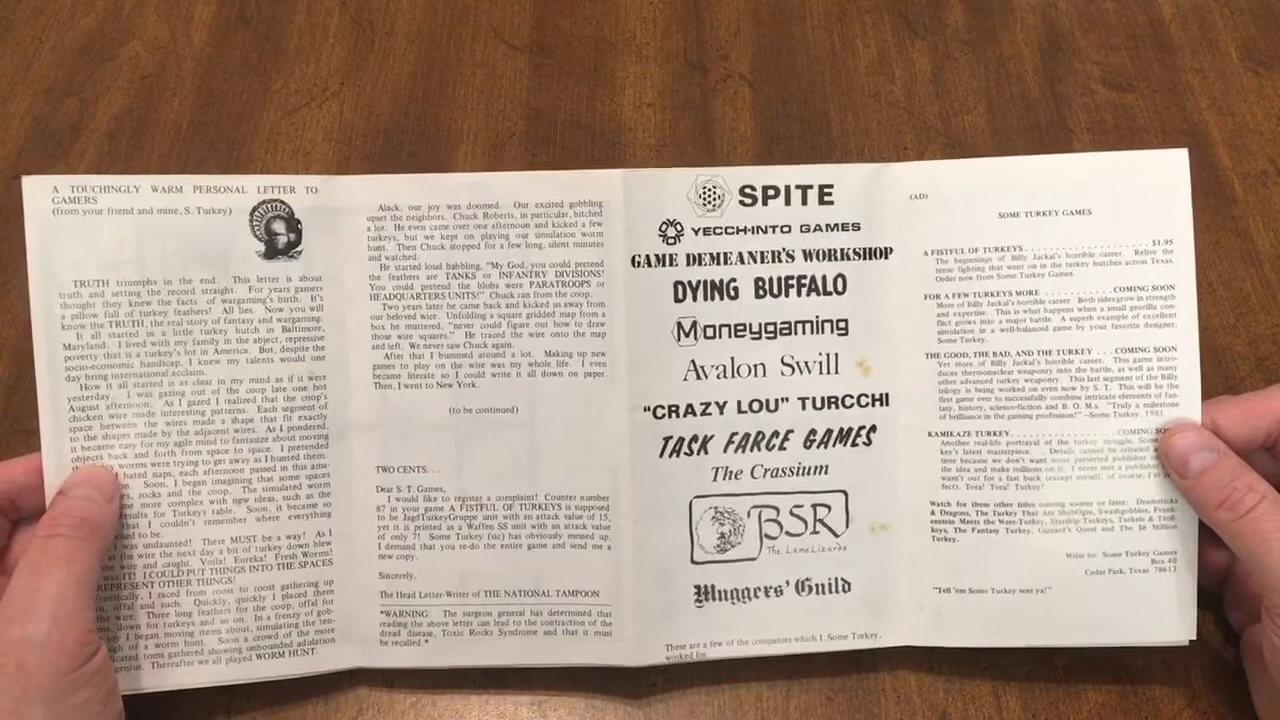 A TOUCHINGLY WARM PERSONAL LETTER TO
GAMERS
(from your friend and mine, S. Turkey)
TRUTH triumphs in the end. This letter is about
truth and setting the record straight. For years gamers
thought they knew the facts of wargaming's birth. It's
a pillow full of turkey feathers! All lies. Now you will
know the TRUTH, the real story of fantasy and wargaming.
It all started in a little turkey hutch in Baltimore,
Maryland. I lived with my family in the abject, repressive
poverty that is a turkey's lot in America. But, despite the
socio-economic handicap, I knew my talents would one
day bring international acclaim.
How it all started is as clear in my mind as if it were
yesterday. I was gazing out of the coop late one hot
August afternoon. As I gazed I realized that the coop's
chicken wire made interesting patterns. Each segment of
space between the wires made a shape that fit exactly
to the shapes made by the adjacent wires. As I pondered,
it became easy for my agile mind to fantasize about moving
objects back and forth from space to space. I pretended
worms were trying to get away as I hunted them.
I hated naps, each afternoon passed in this ama-
on. Soon, I began imagining that some space
es, rocks and the coop. The simulated worm
me more complex with new ideas, such as the
Results for Turkeys table. Soon, it became so
that I couldn't remember where everything
posed to be.
I was undaunted! There MUST be a way! As I
at the wire the next day a bit of turkey down blew
the wire and caught. Voila! Eureka! Fresh Worms!
was IT! I COULD PUT THINGS INTO THE SPACES
REPRESENT OTHER THINGS!
Frantically, I raced from roost to roost gathering up
n, offal and such. Quickly, quickly I placed them
the wire. Three long feathers for the coop, offal for
ms, down for turkeys and so on. In a frenzy of gob-
joy I began moving items about, simulating the ten-
gh of a worm hunt. Soon a crowd of the more
icated toms gathered showing unbounded adulation
genius. Thereafter we all played WORM HUNT.
Alack, our joy was doomed. Our excited gobbling
upset the neighbors. Chuck Roberts, in particular, bitched
a lot. He even came over one afternoon and kicked a few
turkeys, but we kept on playing our simulation worm
hunt. Then Chuck stopped for a few long, silent minutes
and watched.
He started loud babbling, "My God, you could pretend
the feathers are TANKS or INFANTRY DIVISIONS!
You could pretend the blobs were PARATROOPS or
HEADQUARTERS UNITS!" Chuck ran from the coop.
Two years later he came back and kicked us away from
our beloved wire. Unfolding a square gridded map from a
box he muttered, "never could figure out how to draw
those wire squares." He traced the wire onto the map
and left. We never saw Chuck again.
After that I bummed around a lot. Making up new
games to play on the wire was my whole life. I even
became literate so I could write it all down on paper.
Then, I went to New York.
(to be continued)
TWO CENTS. . .
Dear S. T. Games,
I would like to register a complaint! Counter number
87 in your game A FISTFUL OF TURKEYS is supposed
to be JagdTurkeyGruppe unit with an attack value of 15,
yet it is printed as a Waffen SS unit with an attack value
of only 7! Some Turkey (sic) has obviously messed up.
I demand that you re-do the entire game and send me a
new copy.
Sincerely,
The Head Letter-Writer of THE NATIONAL TAMPOON
*WARNING The surgeon general has determined that
reading the above letter can lead to the contraction of the
dread disease, Toxic Rocks Syndrome and that it must
be recalled.*
SPITE
YECCH-INTO GAMES
GAME DEMEANER'S WORKSHOP
DYING BUFFALO
Moneygaming
Avalon Swill
"CRAZY LOU" TURCCHI
TASK FARCE GAMES
The Crassium
BSR
The Lame Lizards
Muggers' Guild
These are a few of the companies which I, Some Turkey,
worked for.
(AD)
SOME TURKEY GAMES
A FISTFUL OF TURKEYS . . . . . . . . . . . . . . . . . . . . . $1.95
The beginnings of Billy Jackal's horrible career. Relive the
tense fighting that went on in the turkey hutches across Texas.
Order now from Some Turkey Games.
FOR A FEW TURKEYS MORE . . . . . . . . . . . COMING SOON
More of Billy Jackal's horrible career. Both sides grow in strength
and expertise. This is what happens when a small geurilla con-
flict grows into a major battle. A superb example of excellent
simulation in a well-balanced game by your favorite designer,
Some Turkey.
THE GOOD, THE BAD, AND THE TURKEY . . . COMING SOON
Yet more of Billy Jackal's horrible career. This game intro-
duces thermonuclear weaponry into the battle, as well as many
other advanced turkey weaponry. This last segment of the Billy
trilogy is being worked on even now by S. T. This will be the
first game ever to successfully combine intricate elements of fan-
tasy, history, science-fiction and B. O. M.s "Truly a milestone
of brilliance in the gaming profession!" -Some Turkey, 1981.
KAMIKAZE TURKEY . . . . . . . . . . . . . . . . . COMING SOON
Another real-life portrayal of the turkey struggle, Some
key's latest masterpiece. . . Details cannot be released
time because we don't want some perverted publisher to
the idea and make millions on it. I never met a publisher
wasn't out for a fast buck (except myself, of course, I'm
fect). Tora! Tora! Turkey!
Watch for these other titles coming sooner or later: Dramsticks
& Dragons, The Turkey That Ate ShubOgre, Swashgobbler, Frank-
enstein Meets the Were-Turkey, Starship Turkeys, Turkeis & Troll-
keys, The Fantasy Turkey, Gizzard's Quest and The $6 Million
Turkey.
Write to: Some Turkey Games
Box 40
Cedar Park, Texas 78613
"Tell 'em Some Turkey sent ya!"